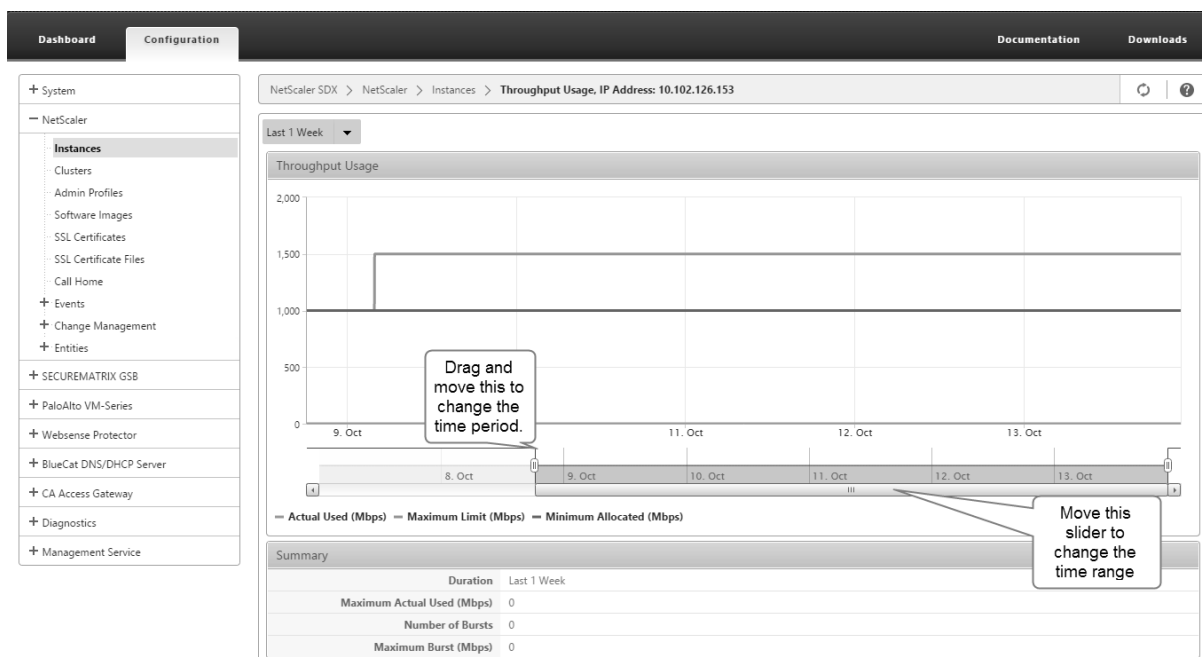 Dashboard
Configuration
Documentation
Downloads
+ System
− NetScaler
Instances
Clusters
Admin Profiles
Software Images
SSL Certificates
SSL Certificate Files
Call Home
+ Events
+ Change Management
+ Entities
+ SECUREMATRIX GSB
+ PaloAlto VM-Series
+ Websense Protector
+ BlueCat DNS/DHCP Server
+ CA Access Gateway
+ Diagnostics
+ Management Service
NetScaler SDX > NetScaler > Instances > Throughput Usage, IP Address: 10.102.126.153
Last 1 Week
Throughput Usage
2,000
1,500
1,000
500
0
9. Oct
11. Oct
12. Oct
13. Oct
Drag and
move this to
change the
time period.
8. Oct
9. Oct
10. Oct
11. Oct
12. Oct
13. Oct
Move this
slider to
change the
time range
Actual Used (Mbps) Maximum Limit (Mbps) Minimum Allocated (Mbps)
Summary
Duration Last 1 Week
Maximum Actual Used (Mbps) 0
Number of Bursts 0
Maximum Burst (Mbps) 0